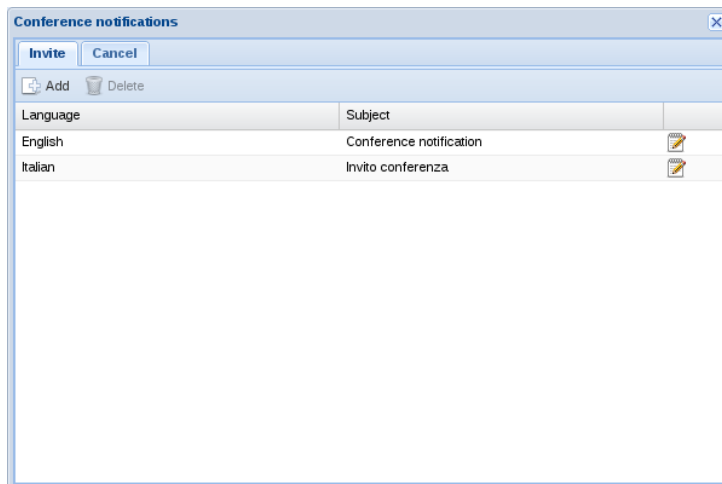 Conference notifications
Invite Cancel
Add Delete
Language Subject
English Conference notification
Italian Invito conferenza